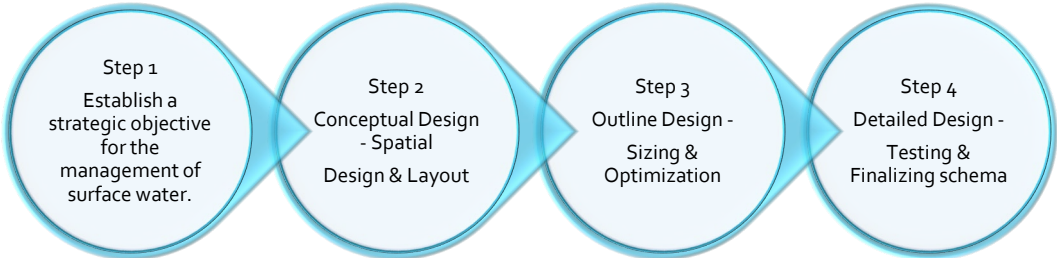 Step 1
Establish a
strategic objective
for the
management of
surface water.
Step 2
Conceptual Design
- Spatial
Design & Layout
Step 3
Outline Design -
Sizing &
Optimization
Step 4
Detailed Design -
Testing &
Finalizing schema